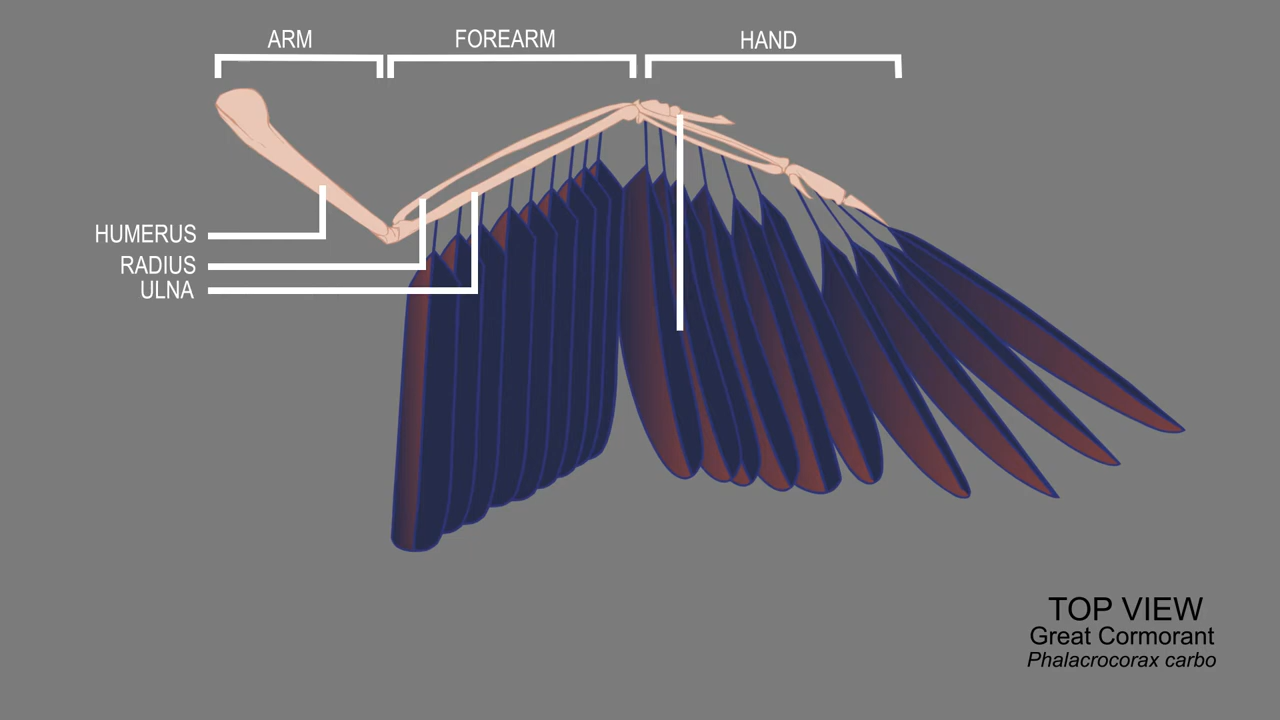 ARM
FOREARM
HAND
HUMERUS
RADIUS
ULNA
TOP VIEW
Great Cormorant
Phalacrocorax carbo